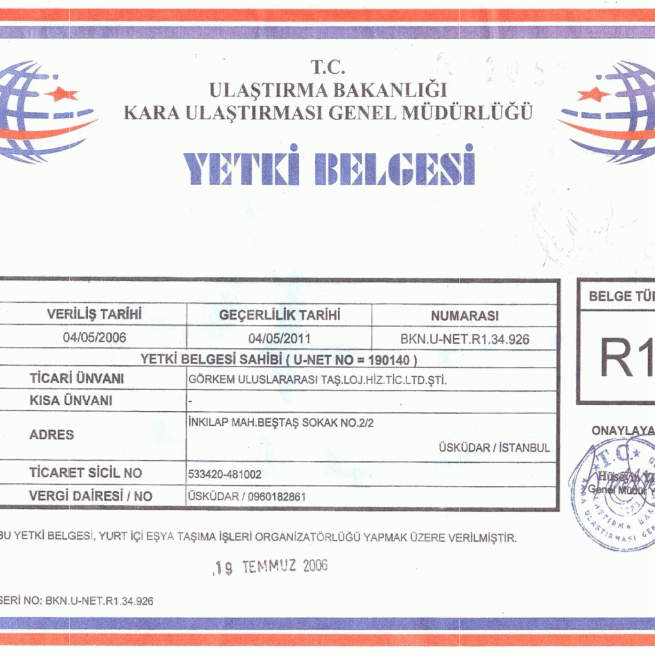 T.C.
ULAŞTIRMA BAKANLIĞI
KARA ULAŞTIRMASI GENEL MÜDÜRLÜĞÜ
YETKİ BELGESİ
VERİLİŞ TARİHİ GEÇERLİLİK TARİHİ NUMARASI
04/05/2006 04/05/2011 BKN.U-NET.R1.34.926
YETKİ BELGESİ SAHİBİ ( U-NET NO = 190140 )
TİCARİ ÜNVANI GÖRKEM ULUSLARARASI TAŞ.LOJ.HİZ.TİC.LTD.ŞTİ.
KISA ÜNVANI -
ADRES İNKILAP MAH.BEŞTAŞ SOKAK NO.2/2
ÜSKÜDAR / İSTANBUL
TİCARET SİCİL NO 533420-481002
VERGİ DAİRESİ / NO ÜSKÜDAR / 0960182861
BELGE TÜ
R1
ONAYLAYA
T.C.
Hüseyin
Genel Müdür Y
BU YETKİ BELGESİ, YURT İÇİ EŞYA TAŞIMA İŞLERİ ORGANİZATÖRLÜĞÜ YAPMAK ÜZERE VERİLMİŞTİR.
19 TEMMUZ 2006
SERİ NO: BKN.U-NET.R1.34.926